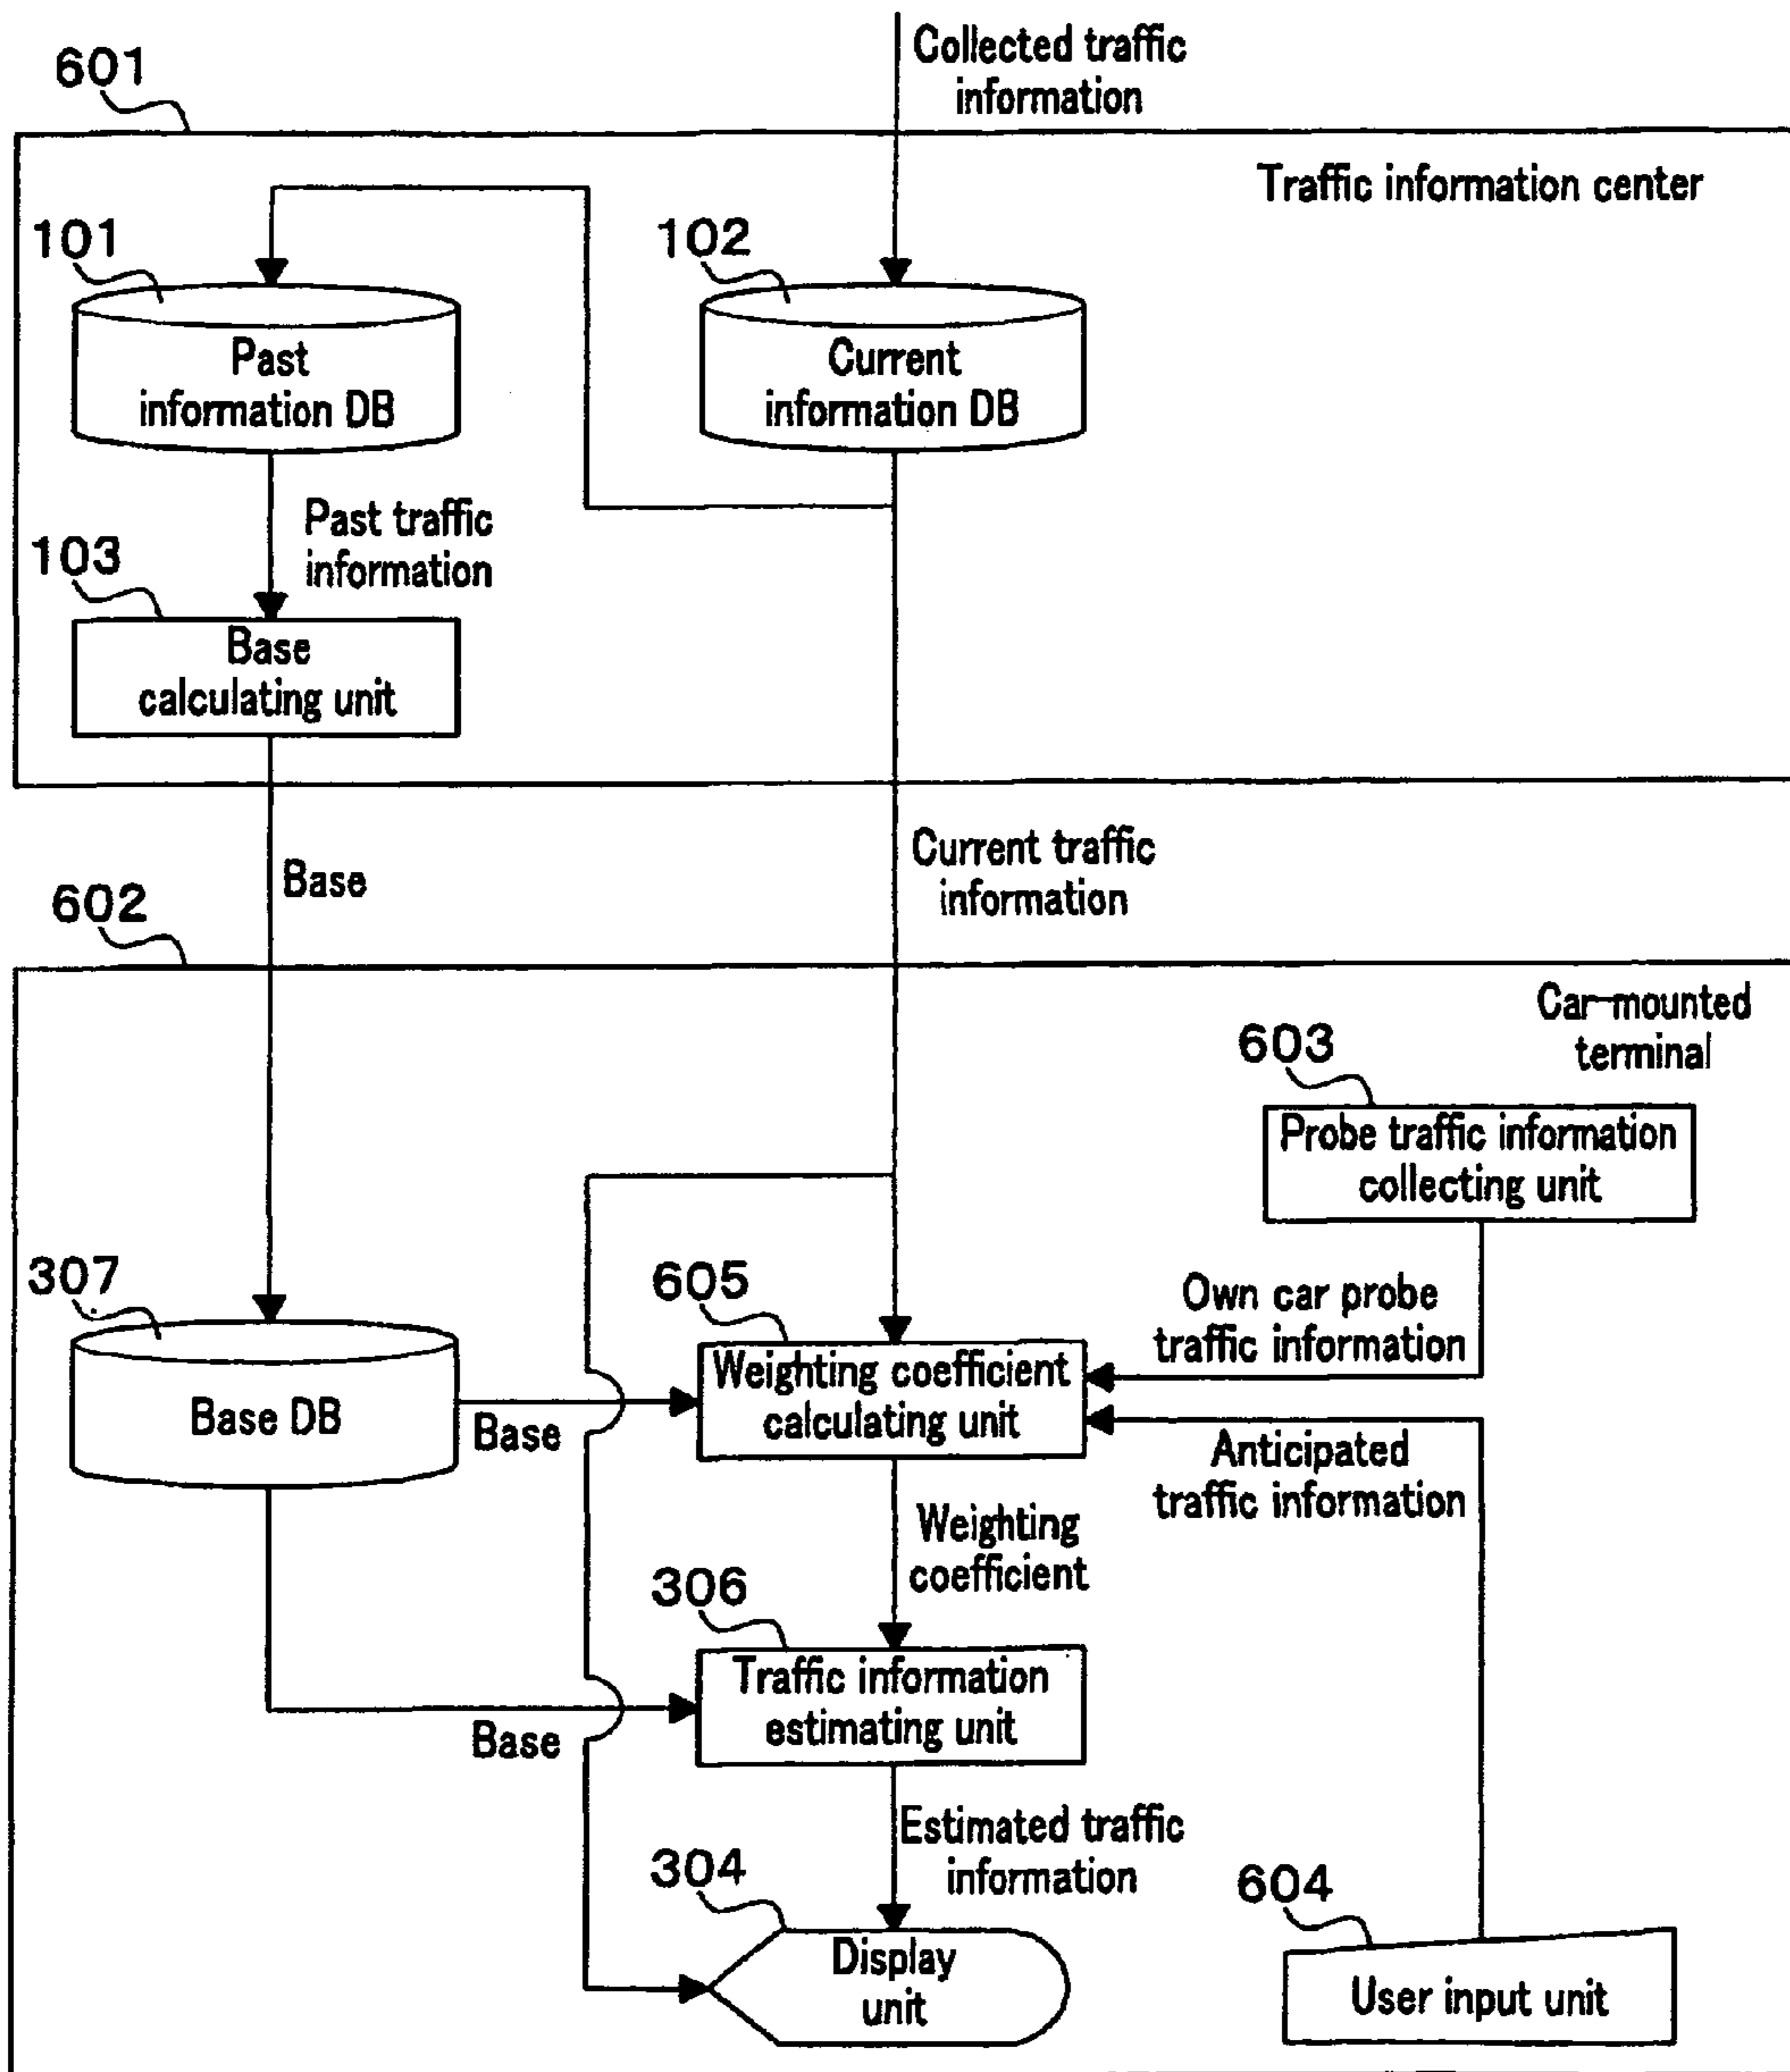 Collected traffic
information
601
Traffic information center
101
102
Past
information DB
Current
information DB
Past traffic
information
103
Base
calculating unit
Current traffic
information
Base
602
Car-mounted
terminal
603
Probe traffic information
collecting unit
307
605
Own car probe
traffic information
Weighting coefficient
calculating unit
Base DB
Base
Anticipated
traffic information
Weighting
coefficient
306
Traffic information
estimating unit
Base
Estimated traffic
information
304
604
Display
unit
User input unit